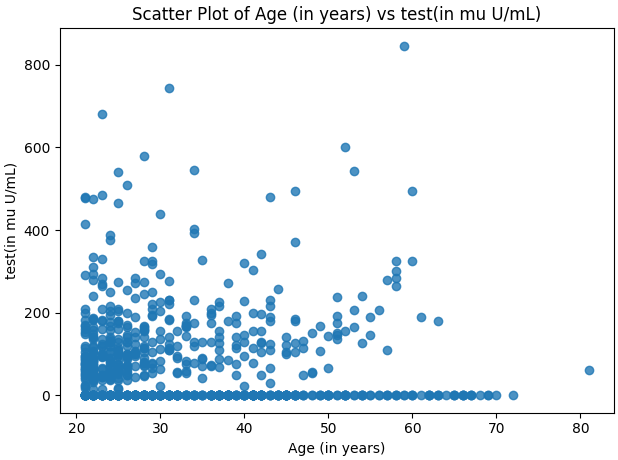 Scatter Plot of Age (in years) vs test(in mu U/mL)
800
600
400
200
0
test(in mu U/mL)
20 30 40 50 60 70 80
Age (in years)